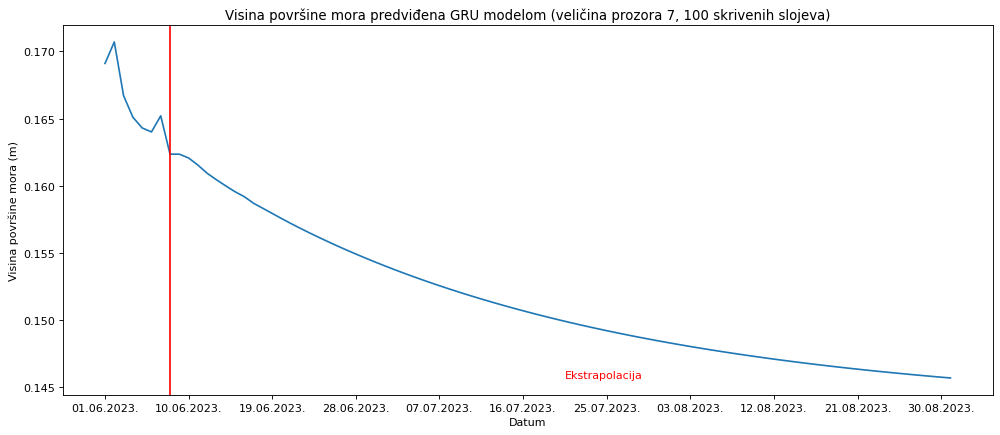 Visina površine mora predviđena GRU modelom (veličina prozora 7, 100 skrivenih slojeva)
Visina površine mora (m)
0.170
0.165
0.160
0.155
0.150
0.145
Ekstrapolacija
01.06.2023. 10.06.2023. 19.06.2023. 28.06.2023. 07.07.2023. 16.07.2023. 25.07.2023. 03.08.2023. 12.08.2023. 21.08.2023. 30.08.2023.
Datum